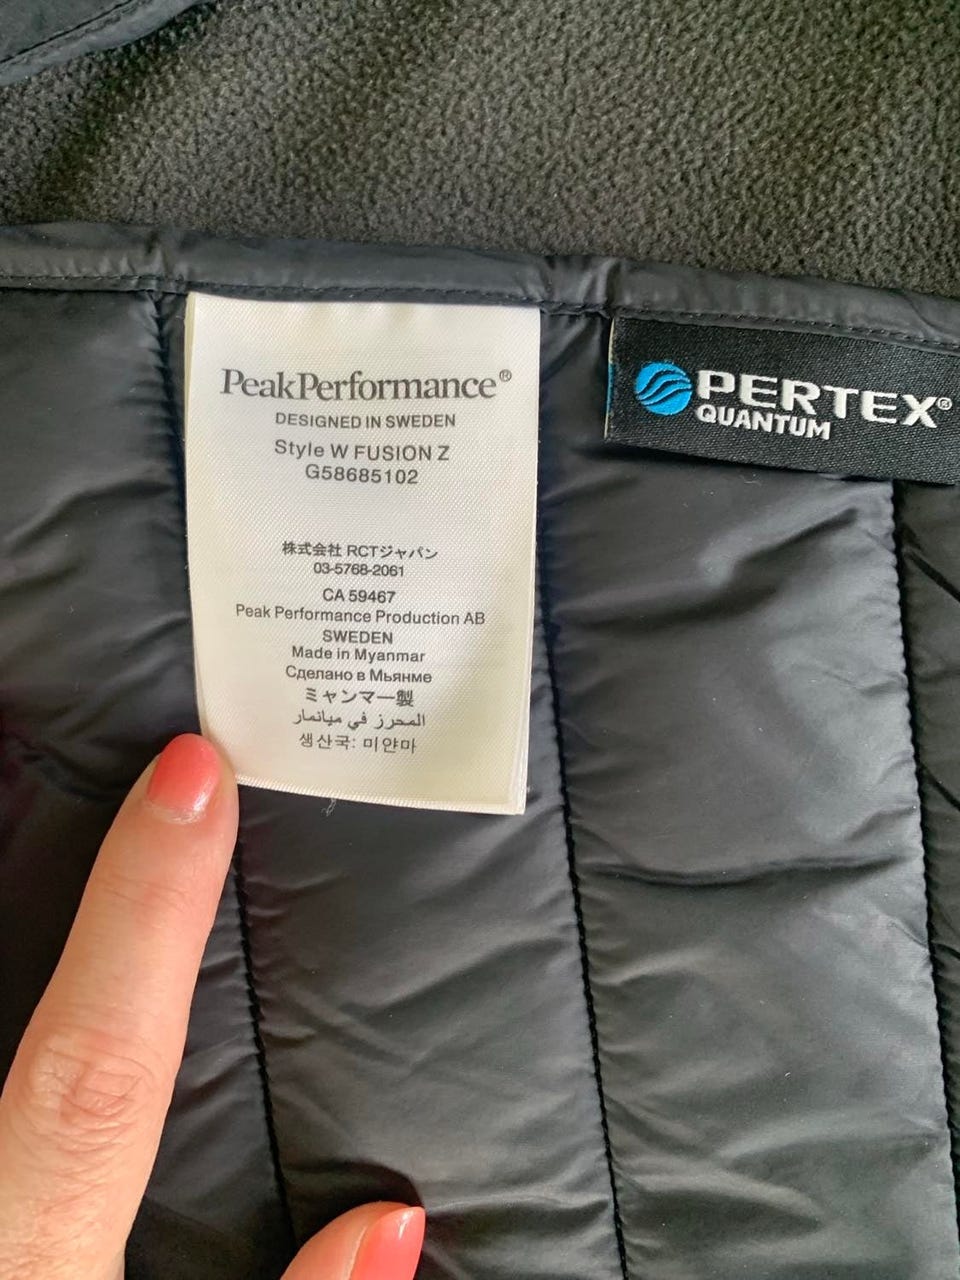 PeakPerformance®
DESIGNED IN SWEDEN
Style W FUSION Z
G58685102
株式会社 RCTジャパン
03-5768-2061
CA 59467
Peak Performance Production AB
SWEDEN
Made in Myanmar
Сделано в Мьянме
ミャンマー製
المحرز في ميانمار
생산국: 미얀마
PERTEX®
QUANTUM